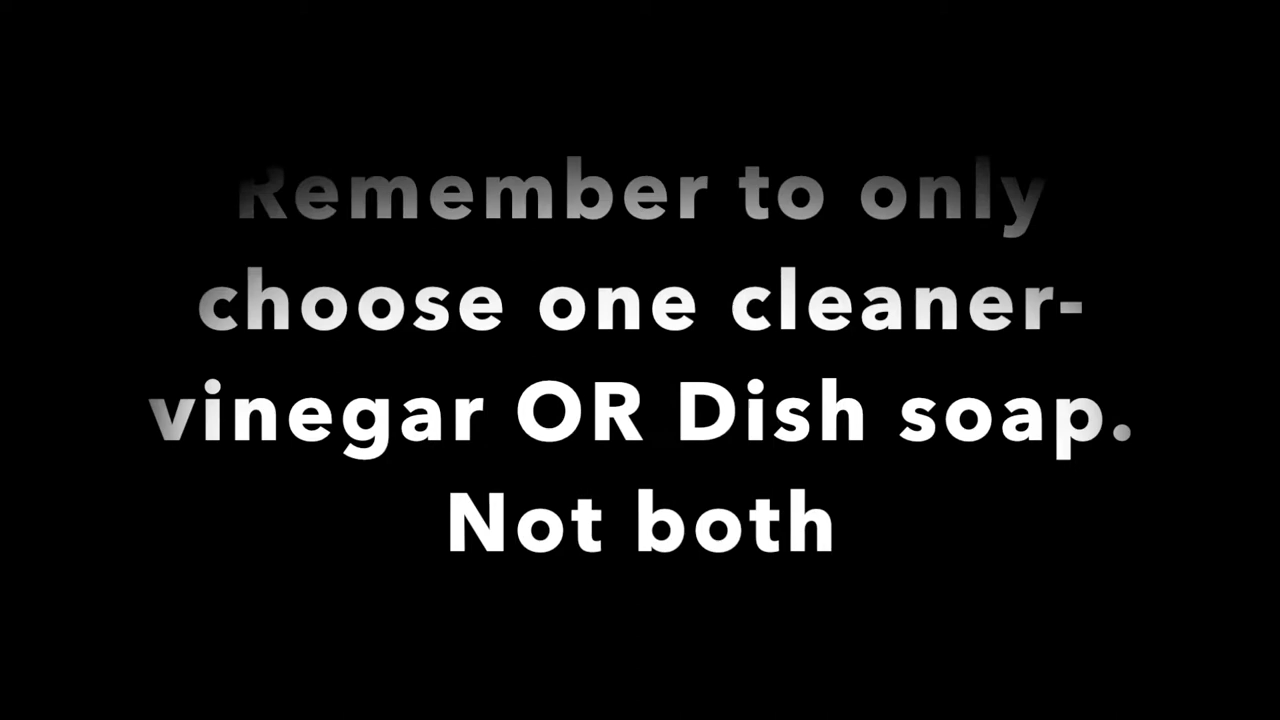 Remember to only
choose one cleaner-
vinegar OR Dish soap.
Not both